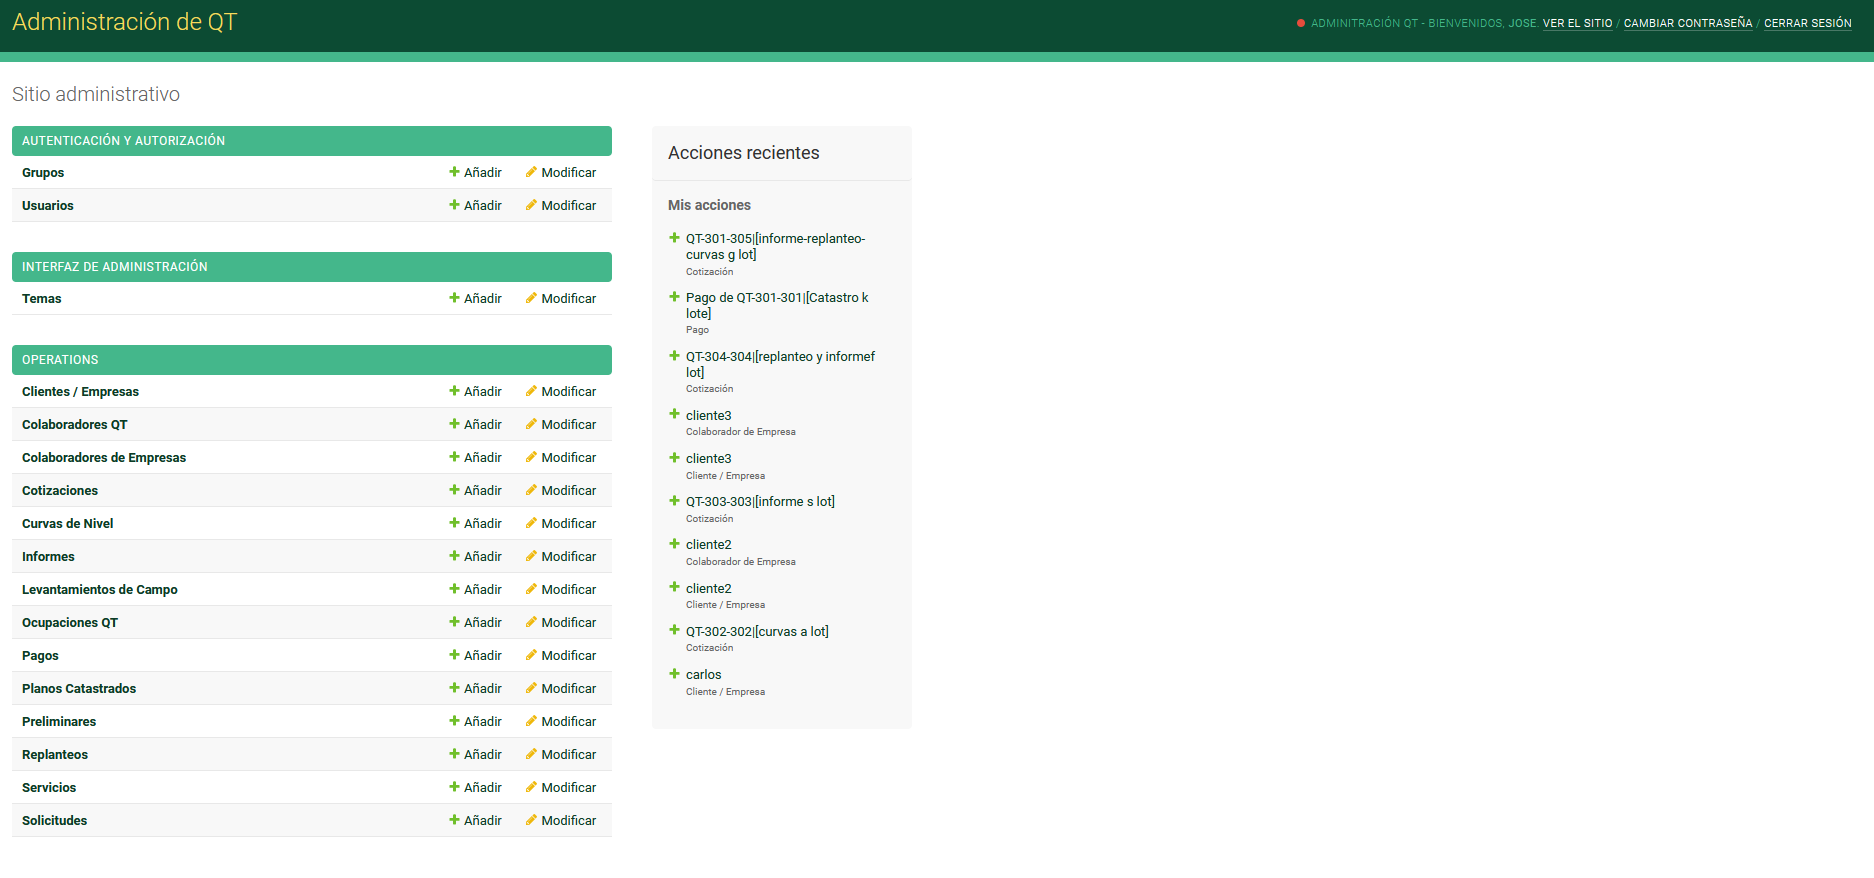 Administración de QT
ADMINITRACIÓN QT - BIENVENIDOS, JOSE. VER EL SITIO / CAMBIAR CONTRASEÑA / CERRAR SESIÓN
Sitio administrativo
AUTENTICACIÓN Y AUTORIZACIÓN
Grupos Añadir Modificar
Usuarios Añadir Modificar
INTERFAZ DE ADMINISTRACIÓN
Temas Añadir Modificar
OPERATIONS
Clientes / Empresas Añadir Modificar
Colaboradores QT Añadir Modificar
Colaboradores de Empresas Añadir Modificar
Cotizaciones Añadir Modificar
Curvas de Nivel Añadir Modificar
Informes Añadir Modificar
Levantamientos de Campo Añadir Modificar
Ocupaciones QT Añadir Modificar
Pagos Añadir Modificar
Planos Catastrados Añadir Modificar
Preliminares Añadir Modificar
Replanteos Añadir Modificar
Servicios Añadir Modificar
Solicitudes Añadir Modificar
Acciones recientes
Mis acciones
QT-301-305|[informe-replanteo-
curvas g lot]
Cotización
Pago de QT-301-301|[Catastro k
lote]
Pago
QT-304-304|[replanteo y informef
lot]
Cotización
cliente3
Colaborador de Empresa
cliente3
Cliente / Empresa
QT-303-303|[informe s lot]
Cotización
cliente2
Colaborador de Empresa
cliente2
Cliente / Empresa
QT-302-302|[curvas a lot]
Cotización
carlos
Cliente / Empresa